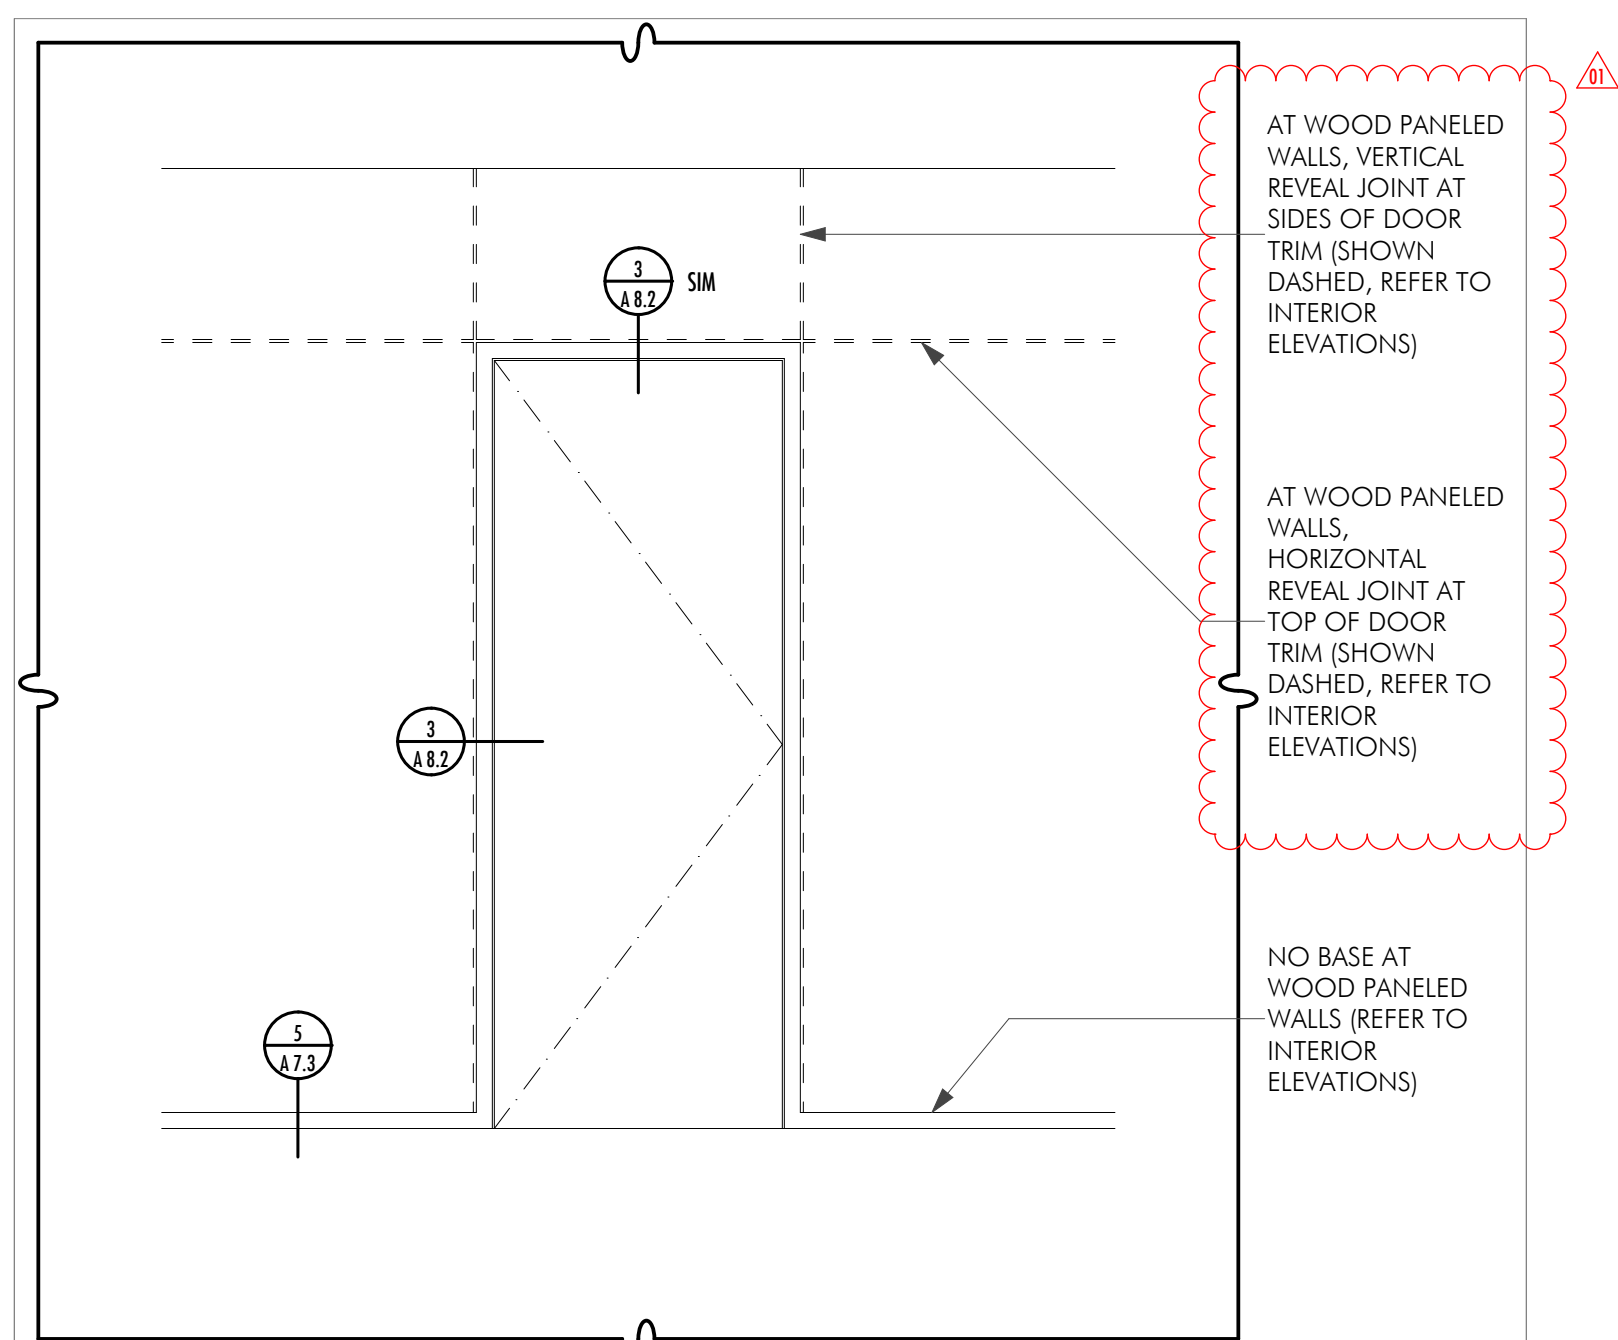 01
AT WOOD PANELED
WALLS, VERTICAL
REVEAL JOINT AT
SIDES OF DOOR
TRIM (SHOWN
DASHED, REFER TO
INTERIOR
ELEVATIONS)
3
A 8.2
SIM
AT WOOD PANELED
WALLS,
HORIZONTAL
REVEAL JOINT AT
TOP OF DOOR
TRIM (SHOWN
DASHED, REFER TO
INTERIOR
ELEVATIONS)
3
A 8.2
NO BASE AT
WOOD PANELED
WALLS (REFER TO
INTERIOR
ELEVATIONS)
5
A 7.3